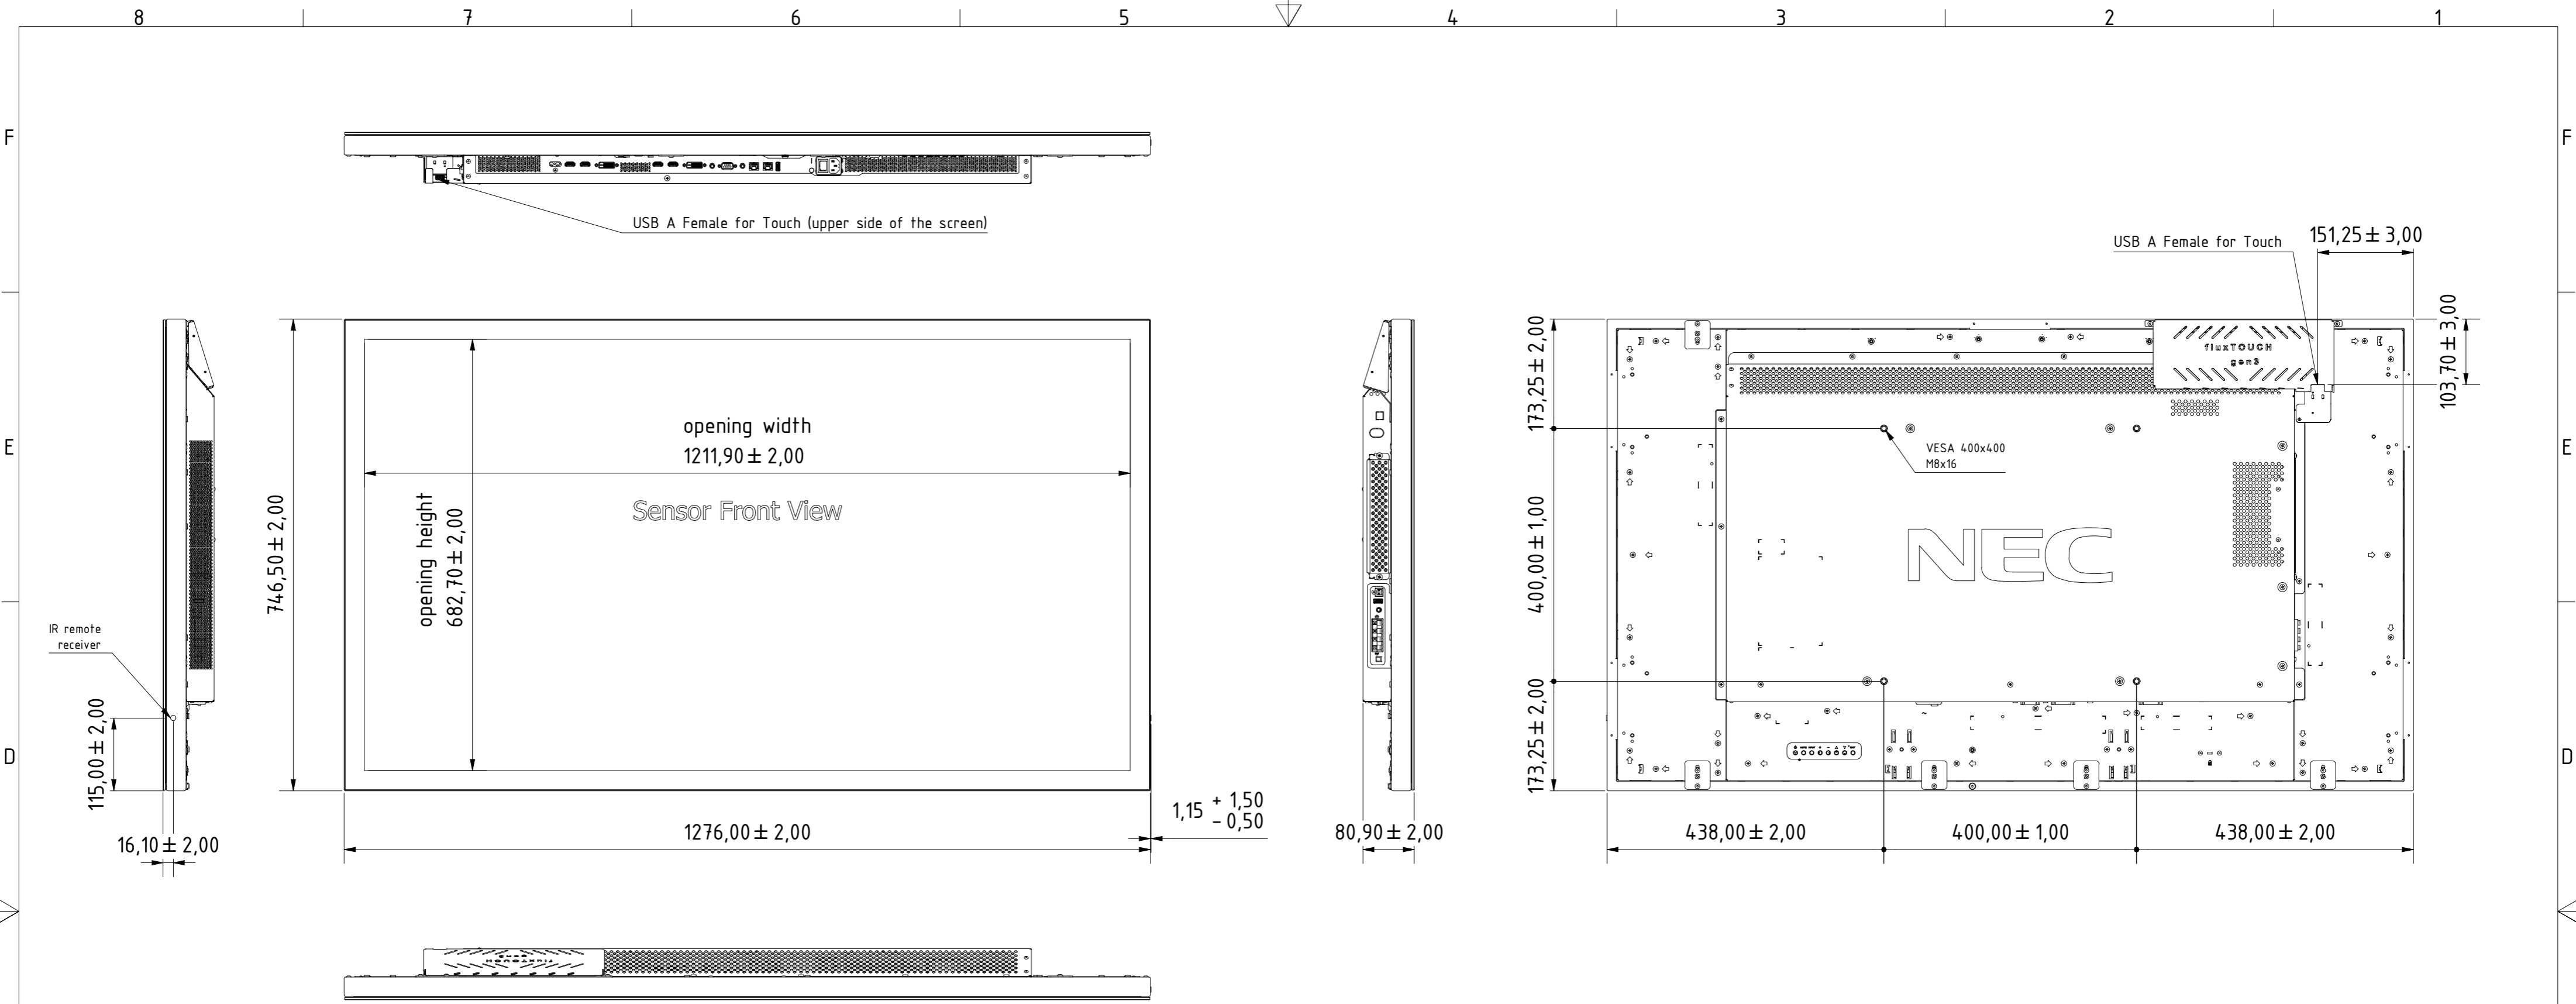 8 7 6 5 4 3 2 1
F F
USB A Female for Touch (upper side of the screen)
USB A Female for Touch
151,25 ± 3,00
103,70 ± 3,00
173,25 ± 2,00
fluxTOUCH
gen3
E E
opening width
1211,90 ± 2,00
Sensor Front View
opening height
682,70 ± 2,00
746,50 ± 2,00
VESA 400x400
M8x16
400,00 ± 1,00
NEC
IR remote
receiver
115,00 ± 2,00
173,25 ± 2,00
D D
16,10 ± 2,00
1276,00 ± 2,00
1,15 + 1,50
- 0,50
80,90 ± 2,00
438,00 ± 2,00
400,00 ± 1,00
438,00 ± 2,00
fluxTOUCH
gen3